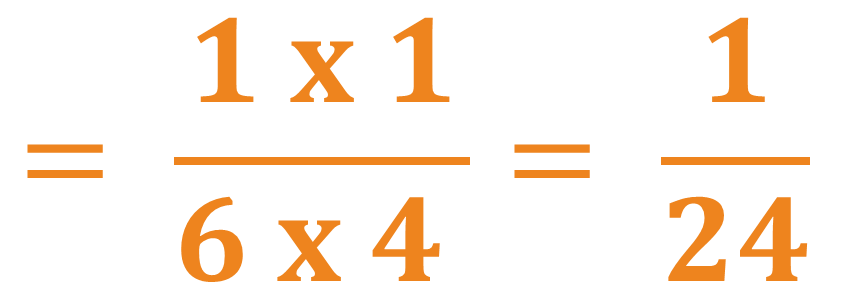 = 1 x 1 / 6 x 4 = 1 / 24